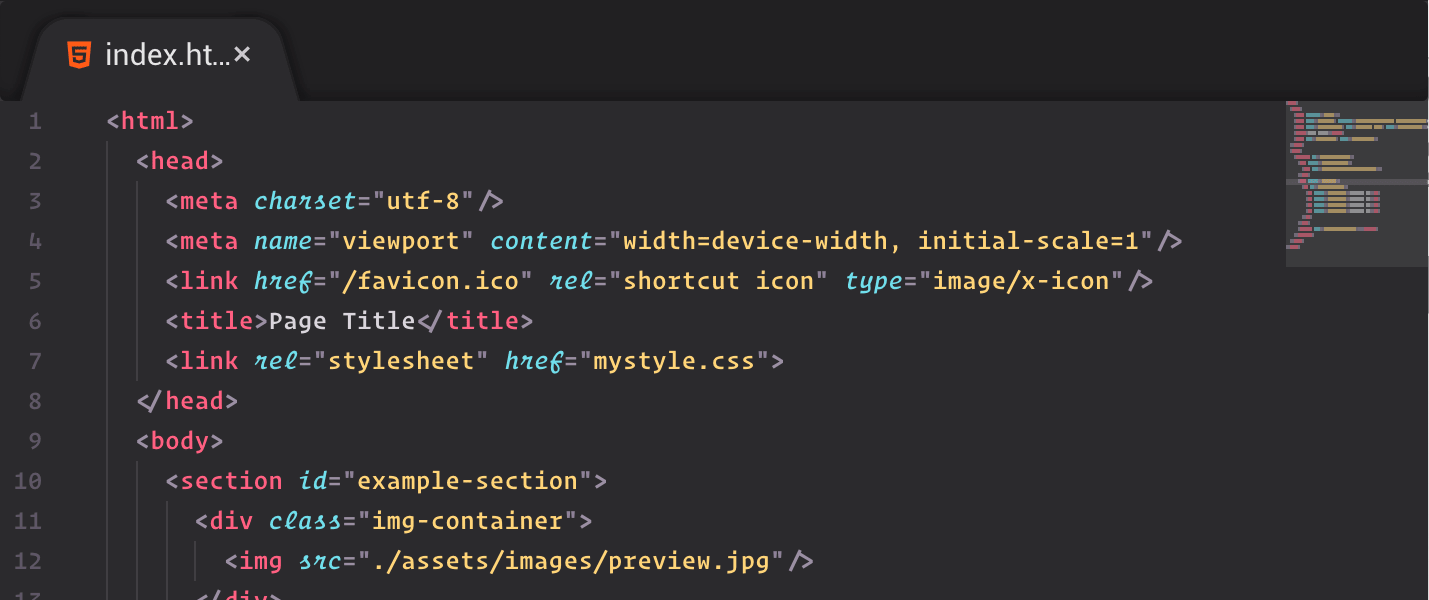 index.ht...×
1 <html>
2 <head>
3 <meta charset="utf-8"/>
4 <meta name="viewport" content="width=device-width, initial-scale=1"/>
5 <link href="/favicon.ico" rel="shortcut icon" type="image/x-icon"/>
6 <title>Page Title</title>
7 <link rel="stylesheet" href="mystyle.css">
8 </head>
9 <body>
10 <section id="example-section">
11 <div class="img-container">
12 <img src="./assets/images/preview.jpg"/>
13 </div>